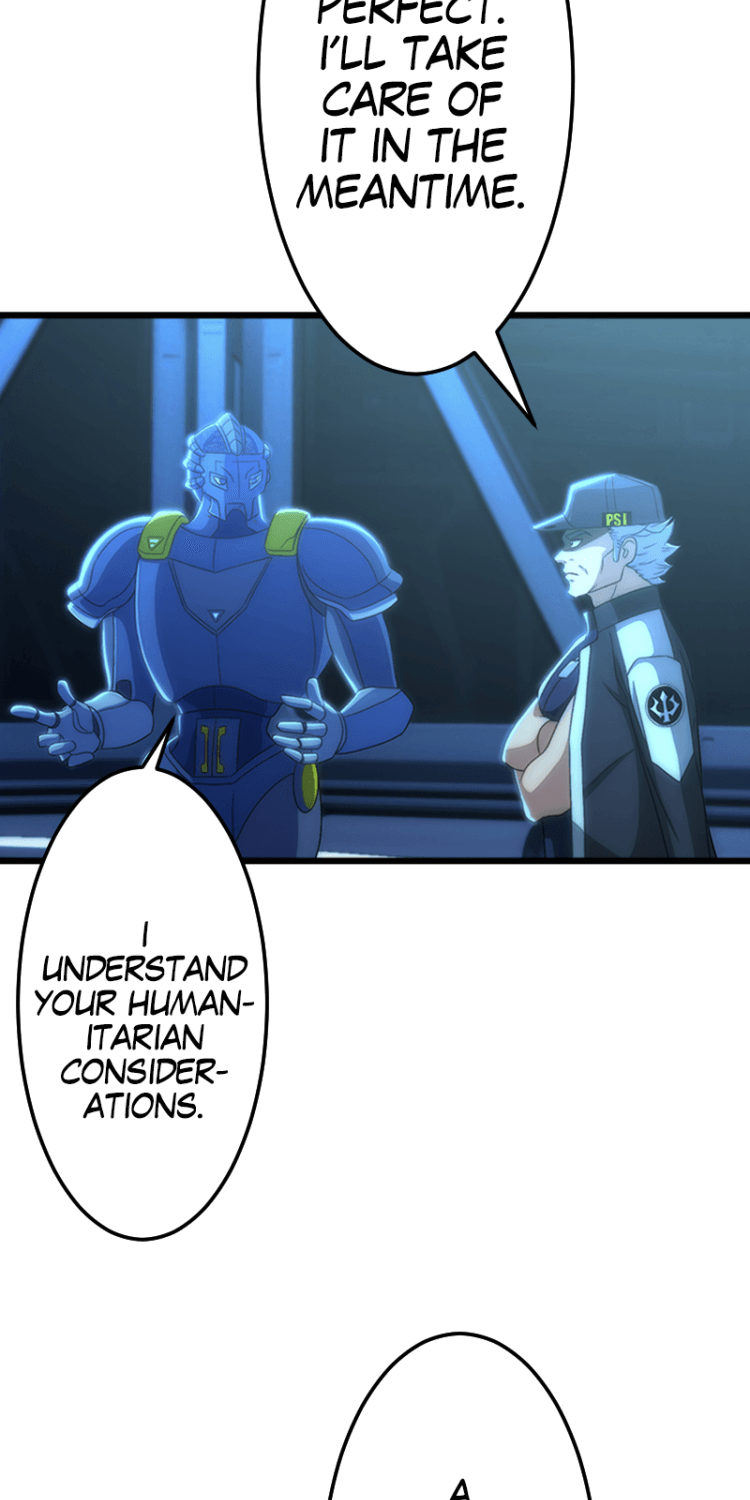 PERFECT.
I'LL TAKE
CARE OF
IT IN THE
MEANTIME.
PSI
I
UNDERSTAND
YOUR HUMAN-
ITARIAN
CONSIDER-
ATIONS.
A